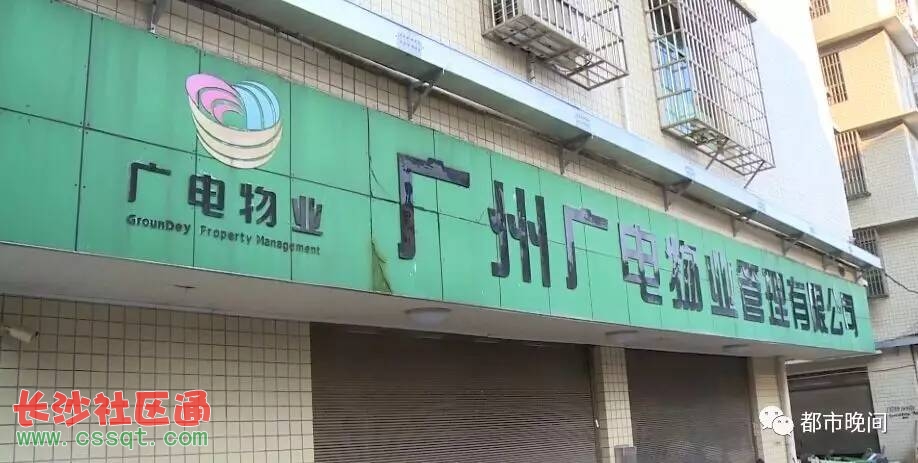 广电物业
GrounDey Property Management
广州广电物业管理有限公司
长沙社区通
www.cssqt.com
都市晚间